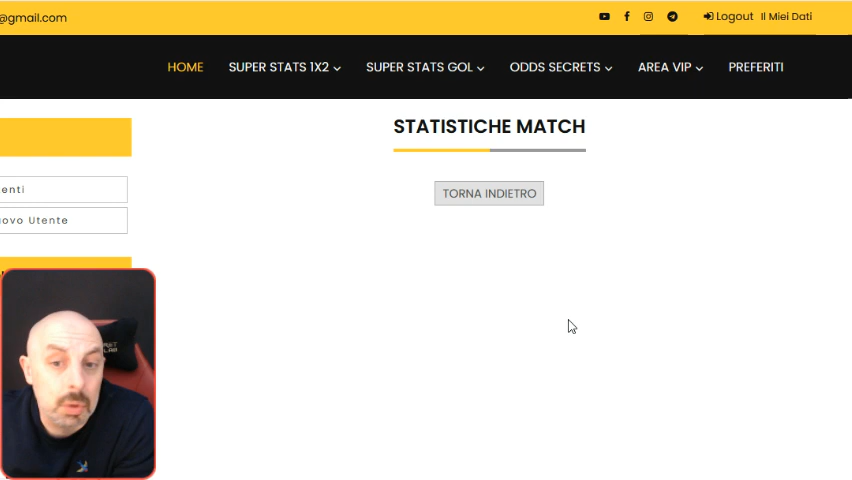 @gmail.com
Logout Il Miei Dati
HOME SUPER STATS 1X2 SUPER STATS GOL ODDS SECRETS AREA VIP PREFERITI
STATISTICHE MATCH
TORNA INDIETRO
enti
uovo Utente